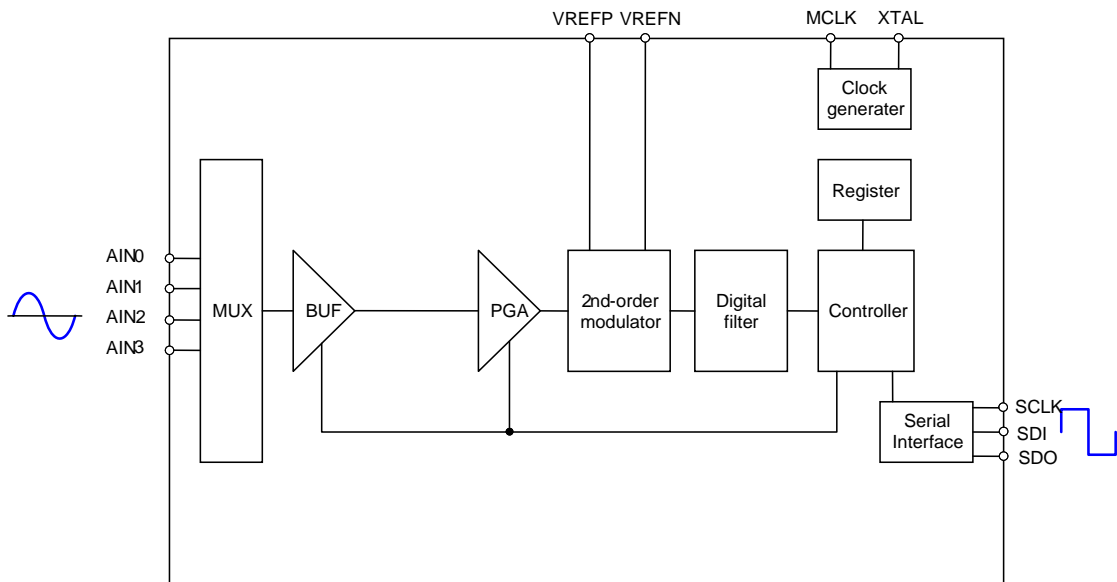 VREFP VREFN
MCLK XTAL
Clock
generater
Register
AIN0
AIN1
AIN2
AIN3
MUX
BUF
PGA
2nd-order
modulator
Digital
filter
Controller
Serial
Interface
SCLK
SDI
SDO